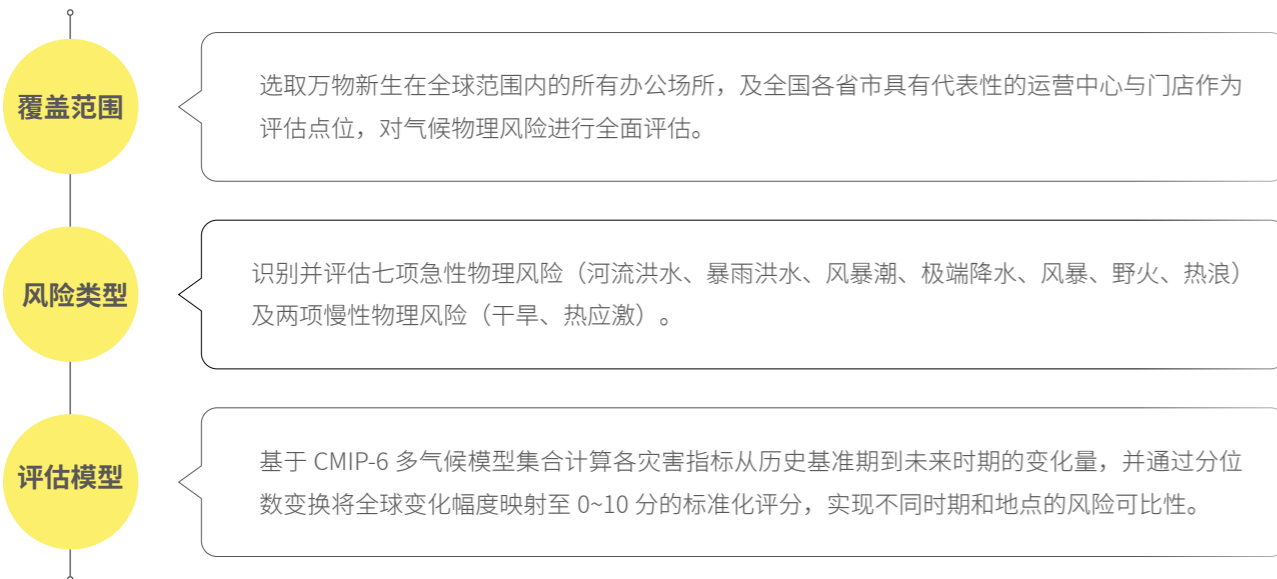 覆盖范围
选取万物新生在全球范围内的所有办公场所，及全国各省市具有代表性的运营中心与门店作为
评估点位，对气候物理风险进行全面评估。
风险类型
识别并评估七项急性物理风险（河流洪水、暴雨洪水、风暴潮、极端降水、风暴、野火、热浪）
及两项慢性物理风险（干旱、热应激）。
评估模型
基于 CMIP-6 多气候模型集合计算各灾害指标从历史基准期到未来时期的变化量，并通过分位
数变换将全球变化幅度映射至 0~10 分的标准化评分，实现不同时期和地点的风险可比性。